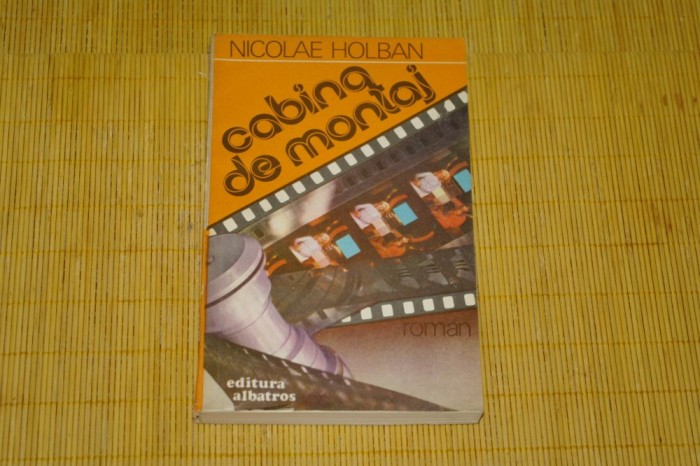 NICOLAE HOLBAN
cabina
de montaj
roman
editura
albatros